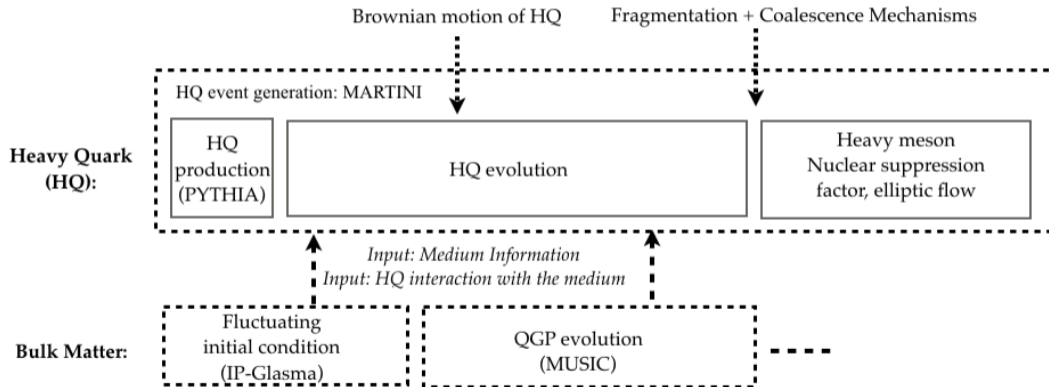 Brownian motion of HQ
Fragmentation + Coalescence Mechanisms
HQ event generation: MARTINI
Heavy Quark
(HQ):
HQ
production
(PYTHIA)
HQ evolution
Heavy meson
Nuclear suppression
factor, elliptic flow
Input: Medium Information
Input: HQ interaction with the medium
Bulk Matter:
Fluctuating
initial condition
(IP-Glasma)
QGP evolution
(MUSIC)